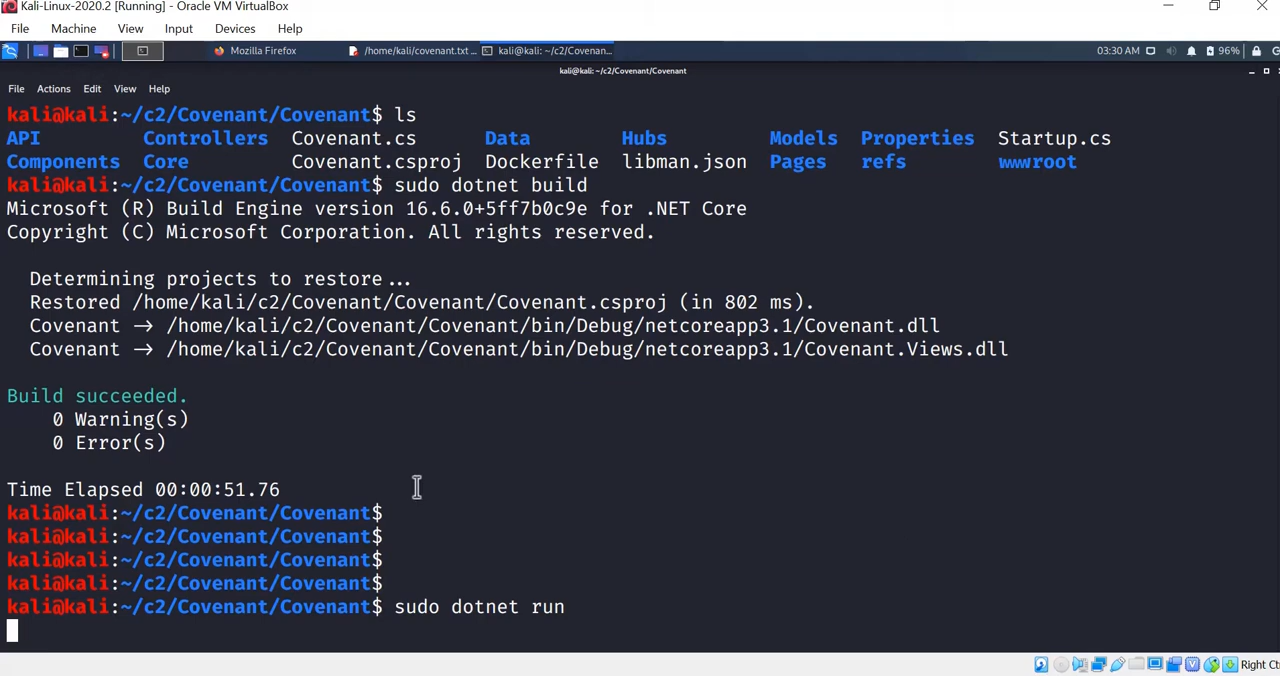 Kali-Linux-2020.2 [Running] - Oracle VM VirtualBox
File Machine View Input Devices Help
Mozilla Firefox /home/kali/covenant.txt ... kali@kali: ~/c2/Covenan... 03:30 AM 96%
kali@kali: ~/c2/Covenant/Covenant
File Actions Edit View Help
kali@kali:~/c2/Covenant/Covenant$ ls
API Controllers Covenant.cs Data Hubs Models Properties Startup.cs
Components Core Covenant.csproj Dockerfile libman.json Pages refs wwwroot
kali@kali:~/c2/Covenant/Covenant$ sudo dotnet build
Microsoft (R) Build Engine version 16.6.0+5ff7b0c9e for .NET Core
Copyright (C) Microsoft Corporation. All rights reserved.
Determining projects to restore...
Restored /home/kali/c2/Covenant/Covenant/Covenant.csproj (in 802 ms).
Covenant -> /home/kali/c2/Covenant/Covenant/bin/Debug/netcoreapp3.1/Covenant.dll
Covenant -> /home/kali/c2/Covenant/Covenant/bin/Debug/netcoreapp3.1/Covenant.Views.dll
Build succeeded.
0 Warning(s)
0 Error(s)
Time Elapsed 00:00:51.76
kali@kali:~/c2/Covenant/Covenant$
kali@kali:~/c2/Covenant/Covenant$
kali@kali:~/c2/Covenant/Covenant$
kali@kali:~/c2/Covenant/Covenant$
kali@kali:~/c2/Covenant/Covenant$ sudo dotnet run
Right Ct